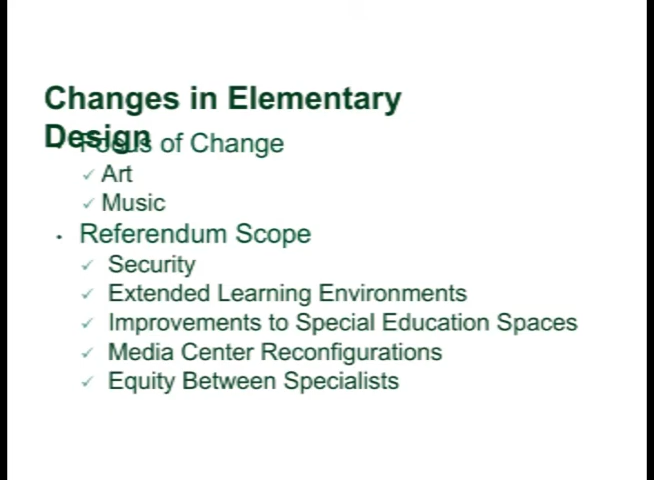 Changes in Elementary
Design
• Focus of Change
✓ Art
✓ Music
• Referendum Scope
✓ Security
✓ Extended Learning Environments
✓ Improvements to Special Education Spaces
✓ Media Center Reconfigurations
✓ Equity Between Specialists